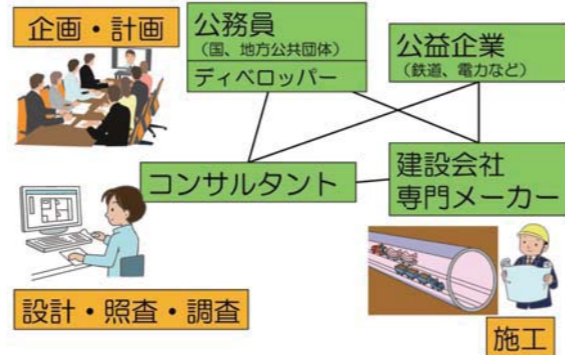 企画・計画
公務員
（国、地方公共団体）
ディベロッパー
公益企業
（鉄道、電力など）
コンサルタント
建設会社
専門メーカー
設計・照査・調査
施工